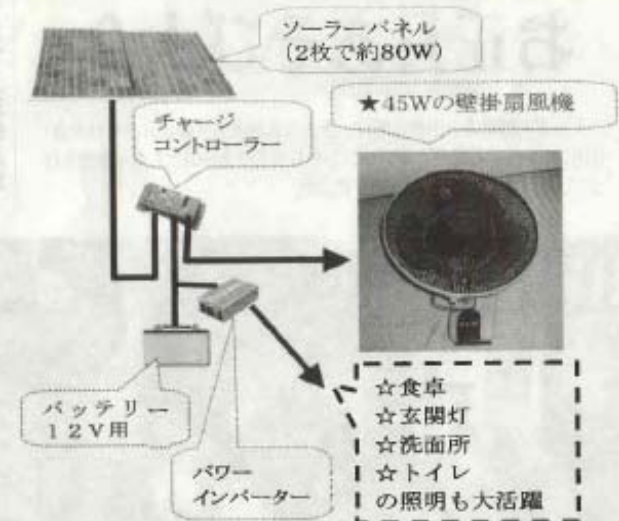 ソーラーパネル
(2枚で約80W)
★45Wの壁掛扇風機
チャージ
コントローラー
バッテリー
12V用
パワー
インバーター
☆食卓
☆玄関灯
☆洗面所
☆トイレ
の照明も大活躍